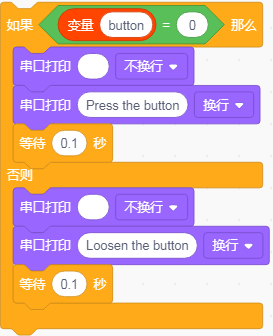 如果 变量 button = 0 那么
串口打印 不换行
串口打印 Press the button 换行
等待 0.1 秒
否则
串口打印 不换行
串口打印 Loosen the button 换行
等待 0.1 秒